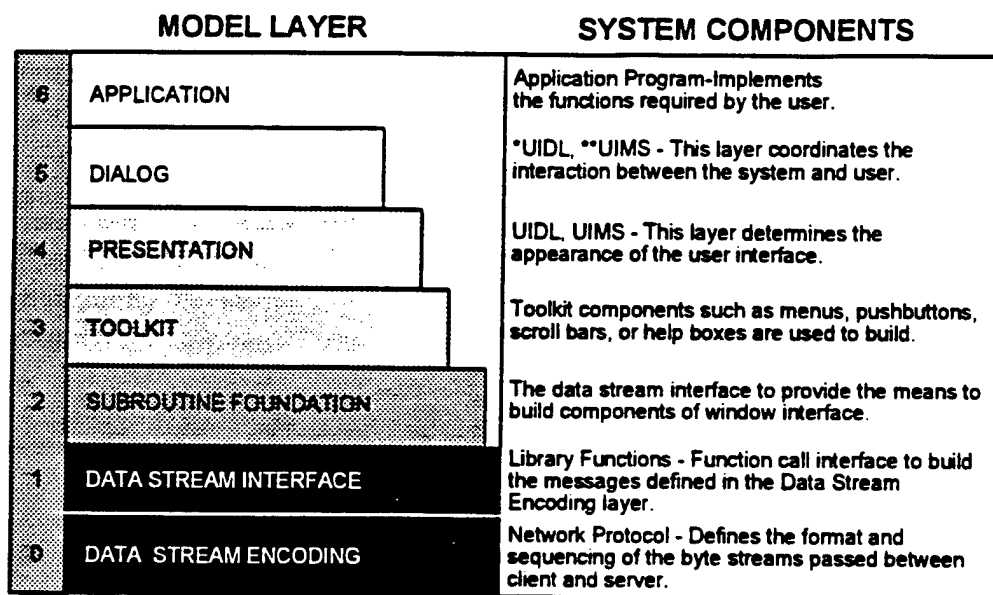 MODEL LAYER
SYSTEM COMPONENTS
6
APPLICATION
Application Program-Implements
the functions required by the user.
5
DIALOG
*UIDL, **UIMS - This layer coordinates the
interaction between the system and user.
4
PRESENTATION
UIDL, UIMS - This layer determines the
appearance of the user interface.
3
TOOLKIT
Toolkit components such as menus, pushbuttons,
scroll bars, or help boxes are used to build.
2
SUBROUTINE FOUNDATION
The data stream interface to provide the means to
build components of window interface.
1
DATA STREAM INTERFACE
Library Functions - Function call interface to build
the messages defined in the Data Stream
Encoding layer.
0
DATA STREAM ENCODING
Network Protocol - Defines the format and
sequencing of the byte streams passed between
client and server.